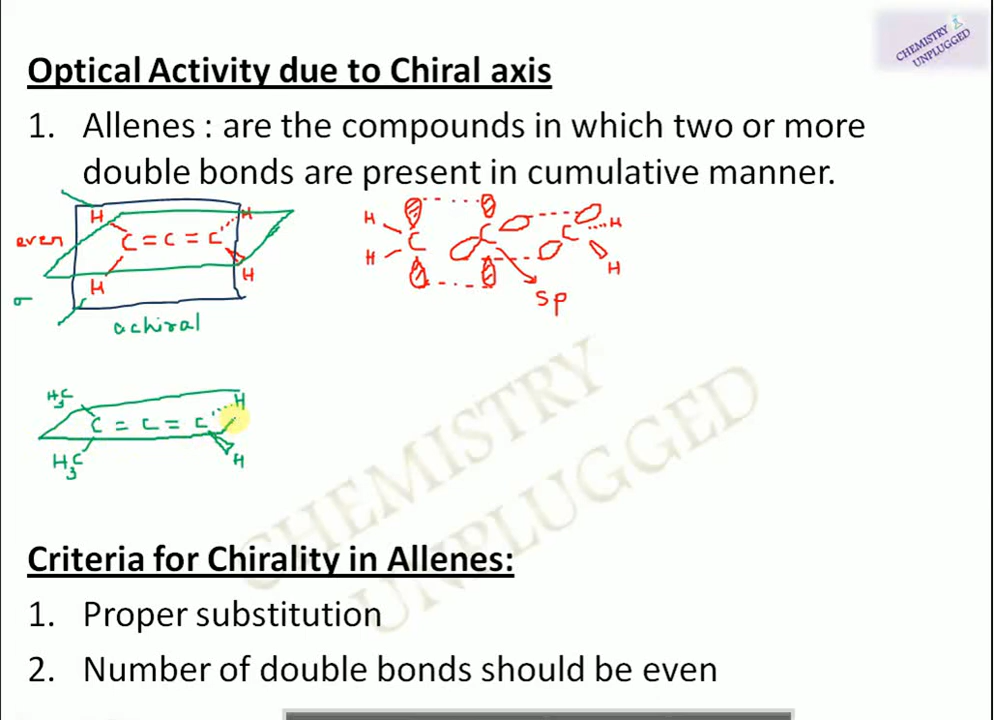 CHEMISTRY
UNPLUGGED
Optical Activity due to Chiral axis
1. Allenes : are the compounds in which two or more
double bonds are present in cumulative manner.
H H
even C = C = C
H H
σ
achiral
H C C C H
H H
sp
H3C H
C = C = C
H3C H
CHEMISTRY
UNPLUGGED
Criteria for Chirality in Allenes:
1. Proper substitution
2. Number of double bonds should be even